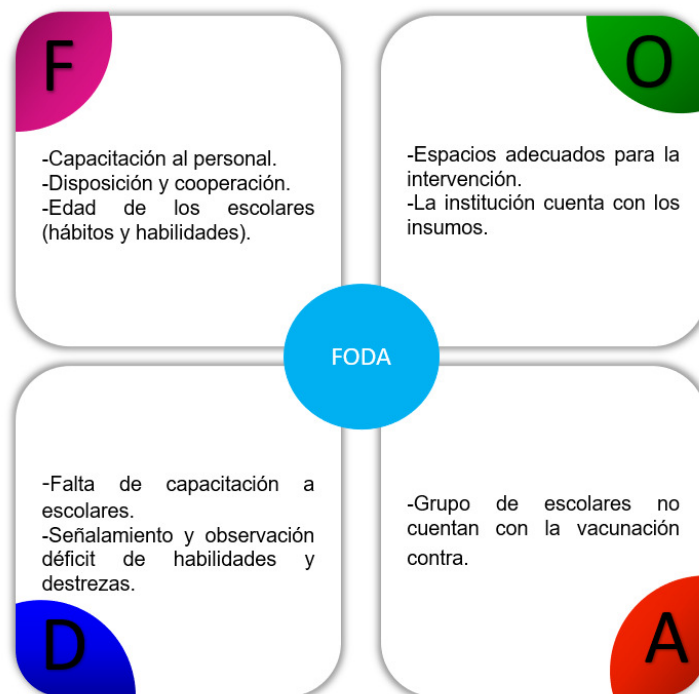 F
-Capacitación al personal.
-Disposición y cooperación.
-Edad de los escolares
(hábitos y habilidades).
O
-Espacios adecuados para la
intervención.
-La institución cuenta con los
insumos.
FODA
-Falta de capacitación a
escolares.
-Señalamiento y observación
déficit de habilidades y
destrezas.
D
-Grupo de escolares no
cuentan con la vacunación
contra.
A